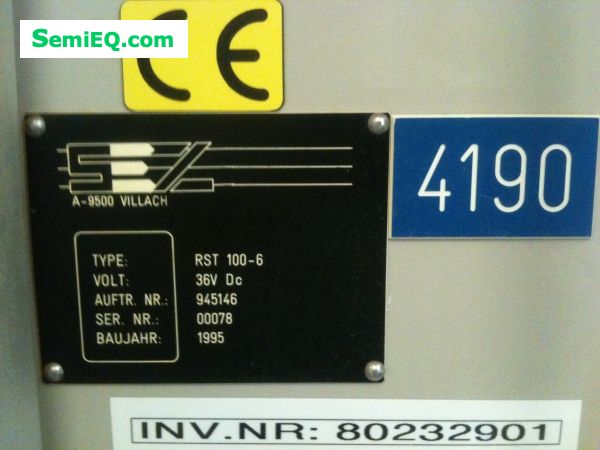 SemiEQ.com
CE
SEZ
A-9500 VILLACH
4190
TYPE: RST 100-6
VOLT: 36V Dc
AUFTR. NR.: 945146
SER. NR.: 00078
BAUJAHR: 1995
INV.NR: 80232901